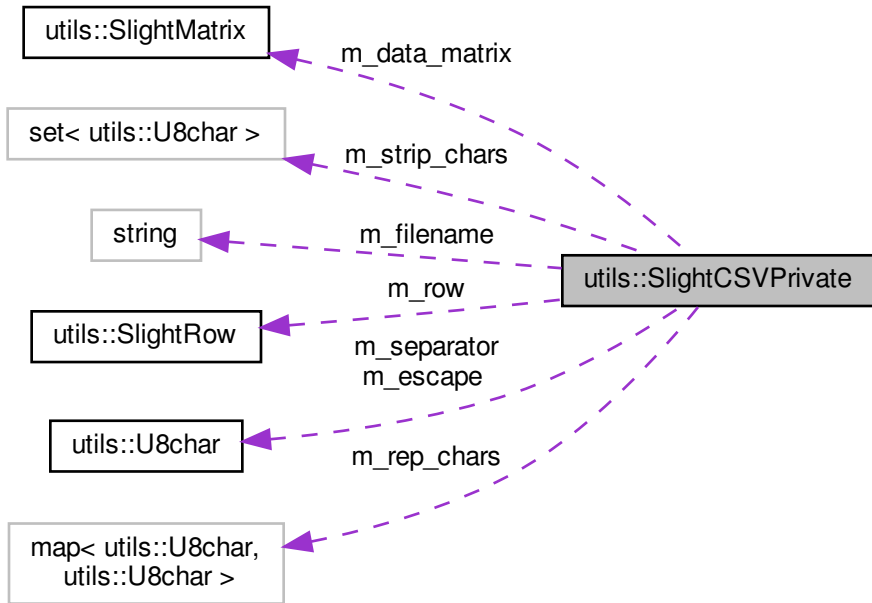 utils::SlightMatrix
m_data_matrix
set< utils::U8char >
m_strip_chars
string
m_filename
utils::SlightCSVPrivate
m_row
utils::SlightRow
m_separator
m_escape
utils::U8char
m_rep_chars
map< utils::U8char,
utils::U8char >